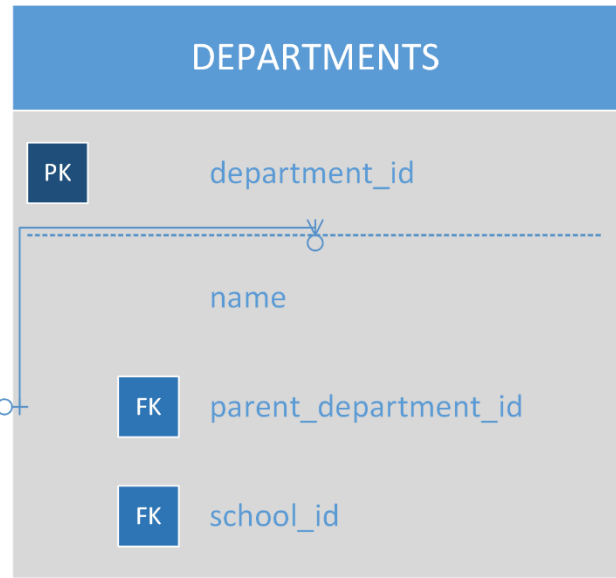 DEPARTMENTS
PK department_id
name
FK parent_department_id
FK school_id